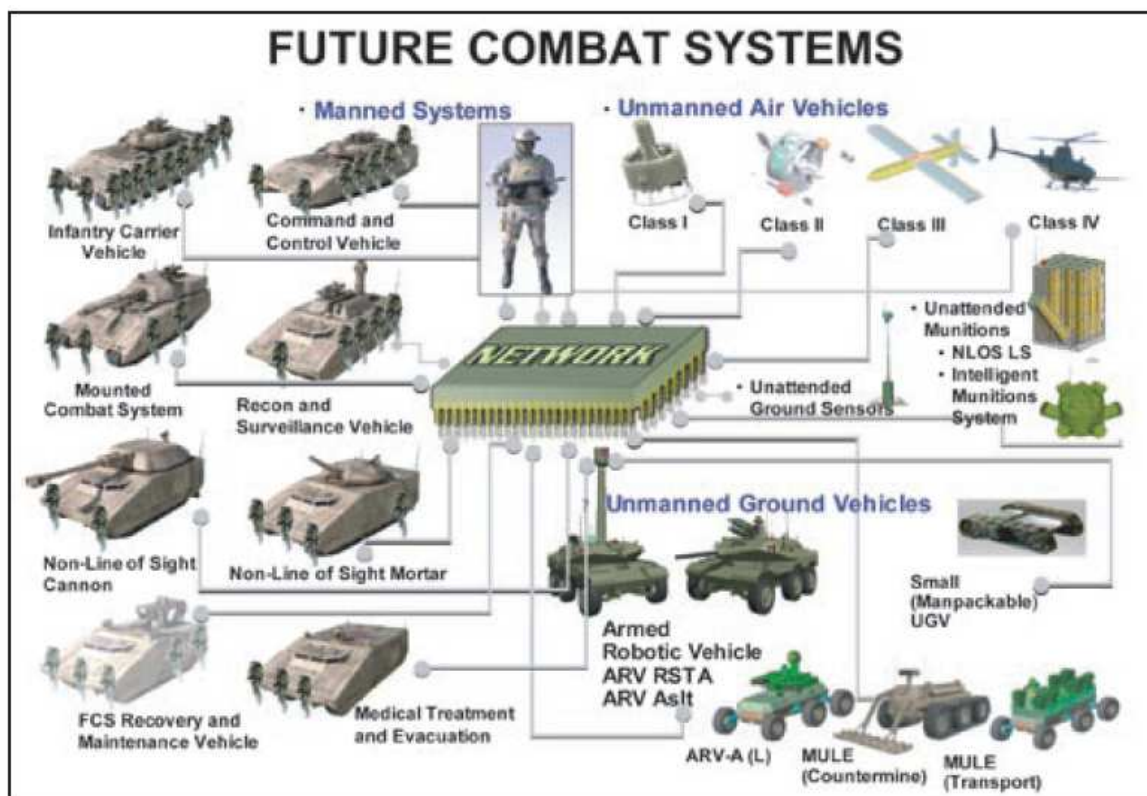 FUTURE COMBAT SYSTEMS
• Manned Systems
• Unmanned Air Vehicles
Infantry Carrier
Vehicle
Command and
Control Vehicle
Class I
Class II
Class III
Class IV
Mounted
Combat System
Recon and
Surveillance Vehicle
NETWORK
• Unattended
Ground Sensors
• Unattended
Munitions
• NLOS LS
• Intelligent
Munitions
System
Non-Line of Sight
Cannon
Non-Line of Sight Mortar
Unmanned Ground Vehicles
Small
(Manpackable)
UGV
Armed
Robotic Vehicle
ARV RSTA
ARV Aslt
FCS Recovery and
Maintenance Vehicle
Medical Treatment
and Evacuation
ARV-A (L)
MULE
(Countermine)
MULE
(Transport)